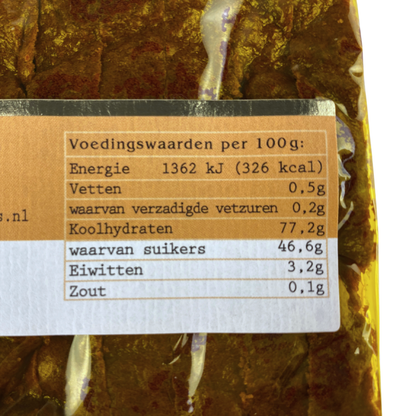 Voedingswaarden per 100g:
Energie 1362 kJ (326 kcal)
Vetten 0,5g
waarvan verzadigde vetzuren 0,2g
s.nl
Koolhydraten 77,2g
waarvan suikers 46,6g
Eiwitten 3,2g
Zout 0,1g